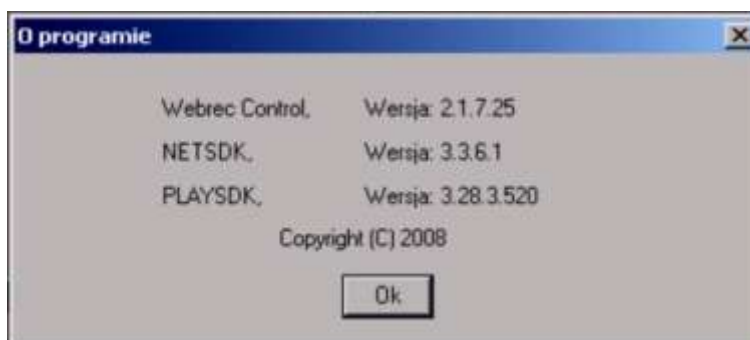 O programie
Webrec Control, Wersja: 2.1.7.25
NETSDK, Wersja: 3.3.6.1
PLAYSDK, Wersja: 3.28.3.520
Copyright (C) 2008
Ok